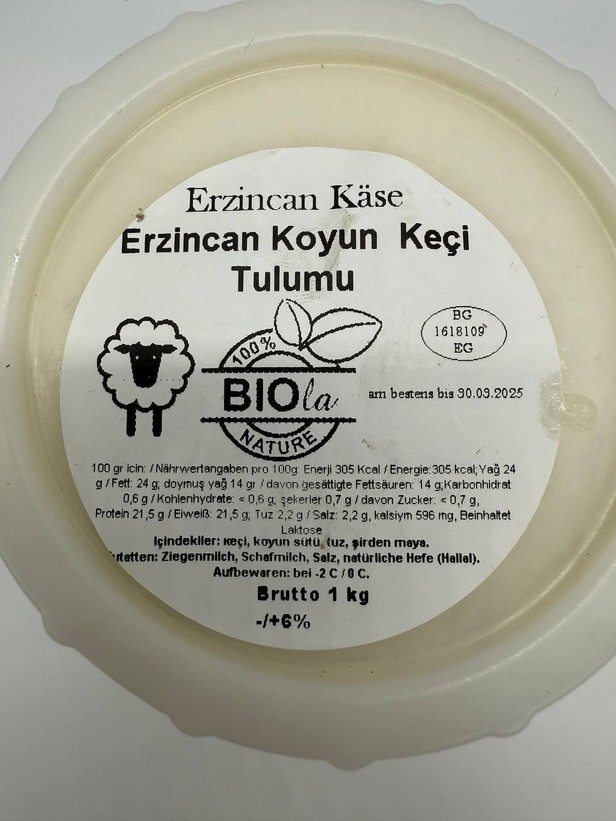 Erzincan Käse
Erzincan Koyun Keçi
Tulumu
100%
BIOla
NATURE
BG
1618109
EG
am bestens bis 30.03.2025
100 gr icin: / Nährwertangaben pro 100g: Enerji 305 Kcal / Energie:305 kcal;Yağ 24
g / Fett: 24 g; doymuş yağ 14 gr / davon gesättigte Fettsäuren: 14 g;Karbonhidrat
0,6 g / Kohlenhydrate: < 0,6 g; şekerler 0,7 g / davon Zucker: < 0,7 g,
Protein 21,5 g / Eiweiß: 21,5 g; Tuz 2,2 g / Salz: 2,2 g, kalsiym 596 mg, Beinhaltet
Laktose
İçindekiler: keçi, koyun sütü, tuz, şirden maya.
utatten: Ziegenmilch, Schafmilch, Salz, natürliche Hefe (Hallal).
Aufbewaren: bei -2 C / 0 C.
Brutto 1 kg
-/+6%